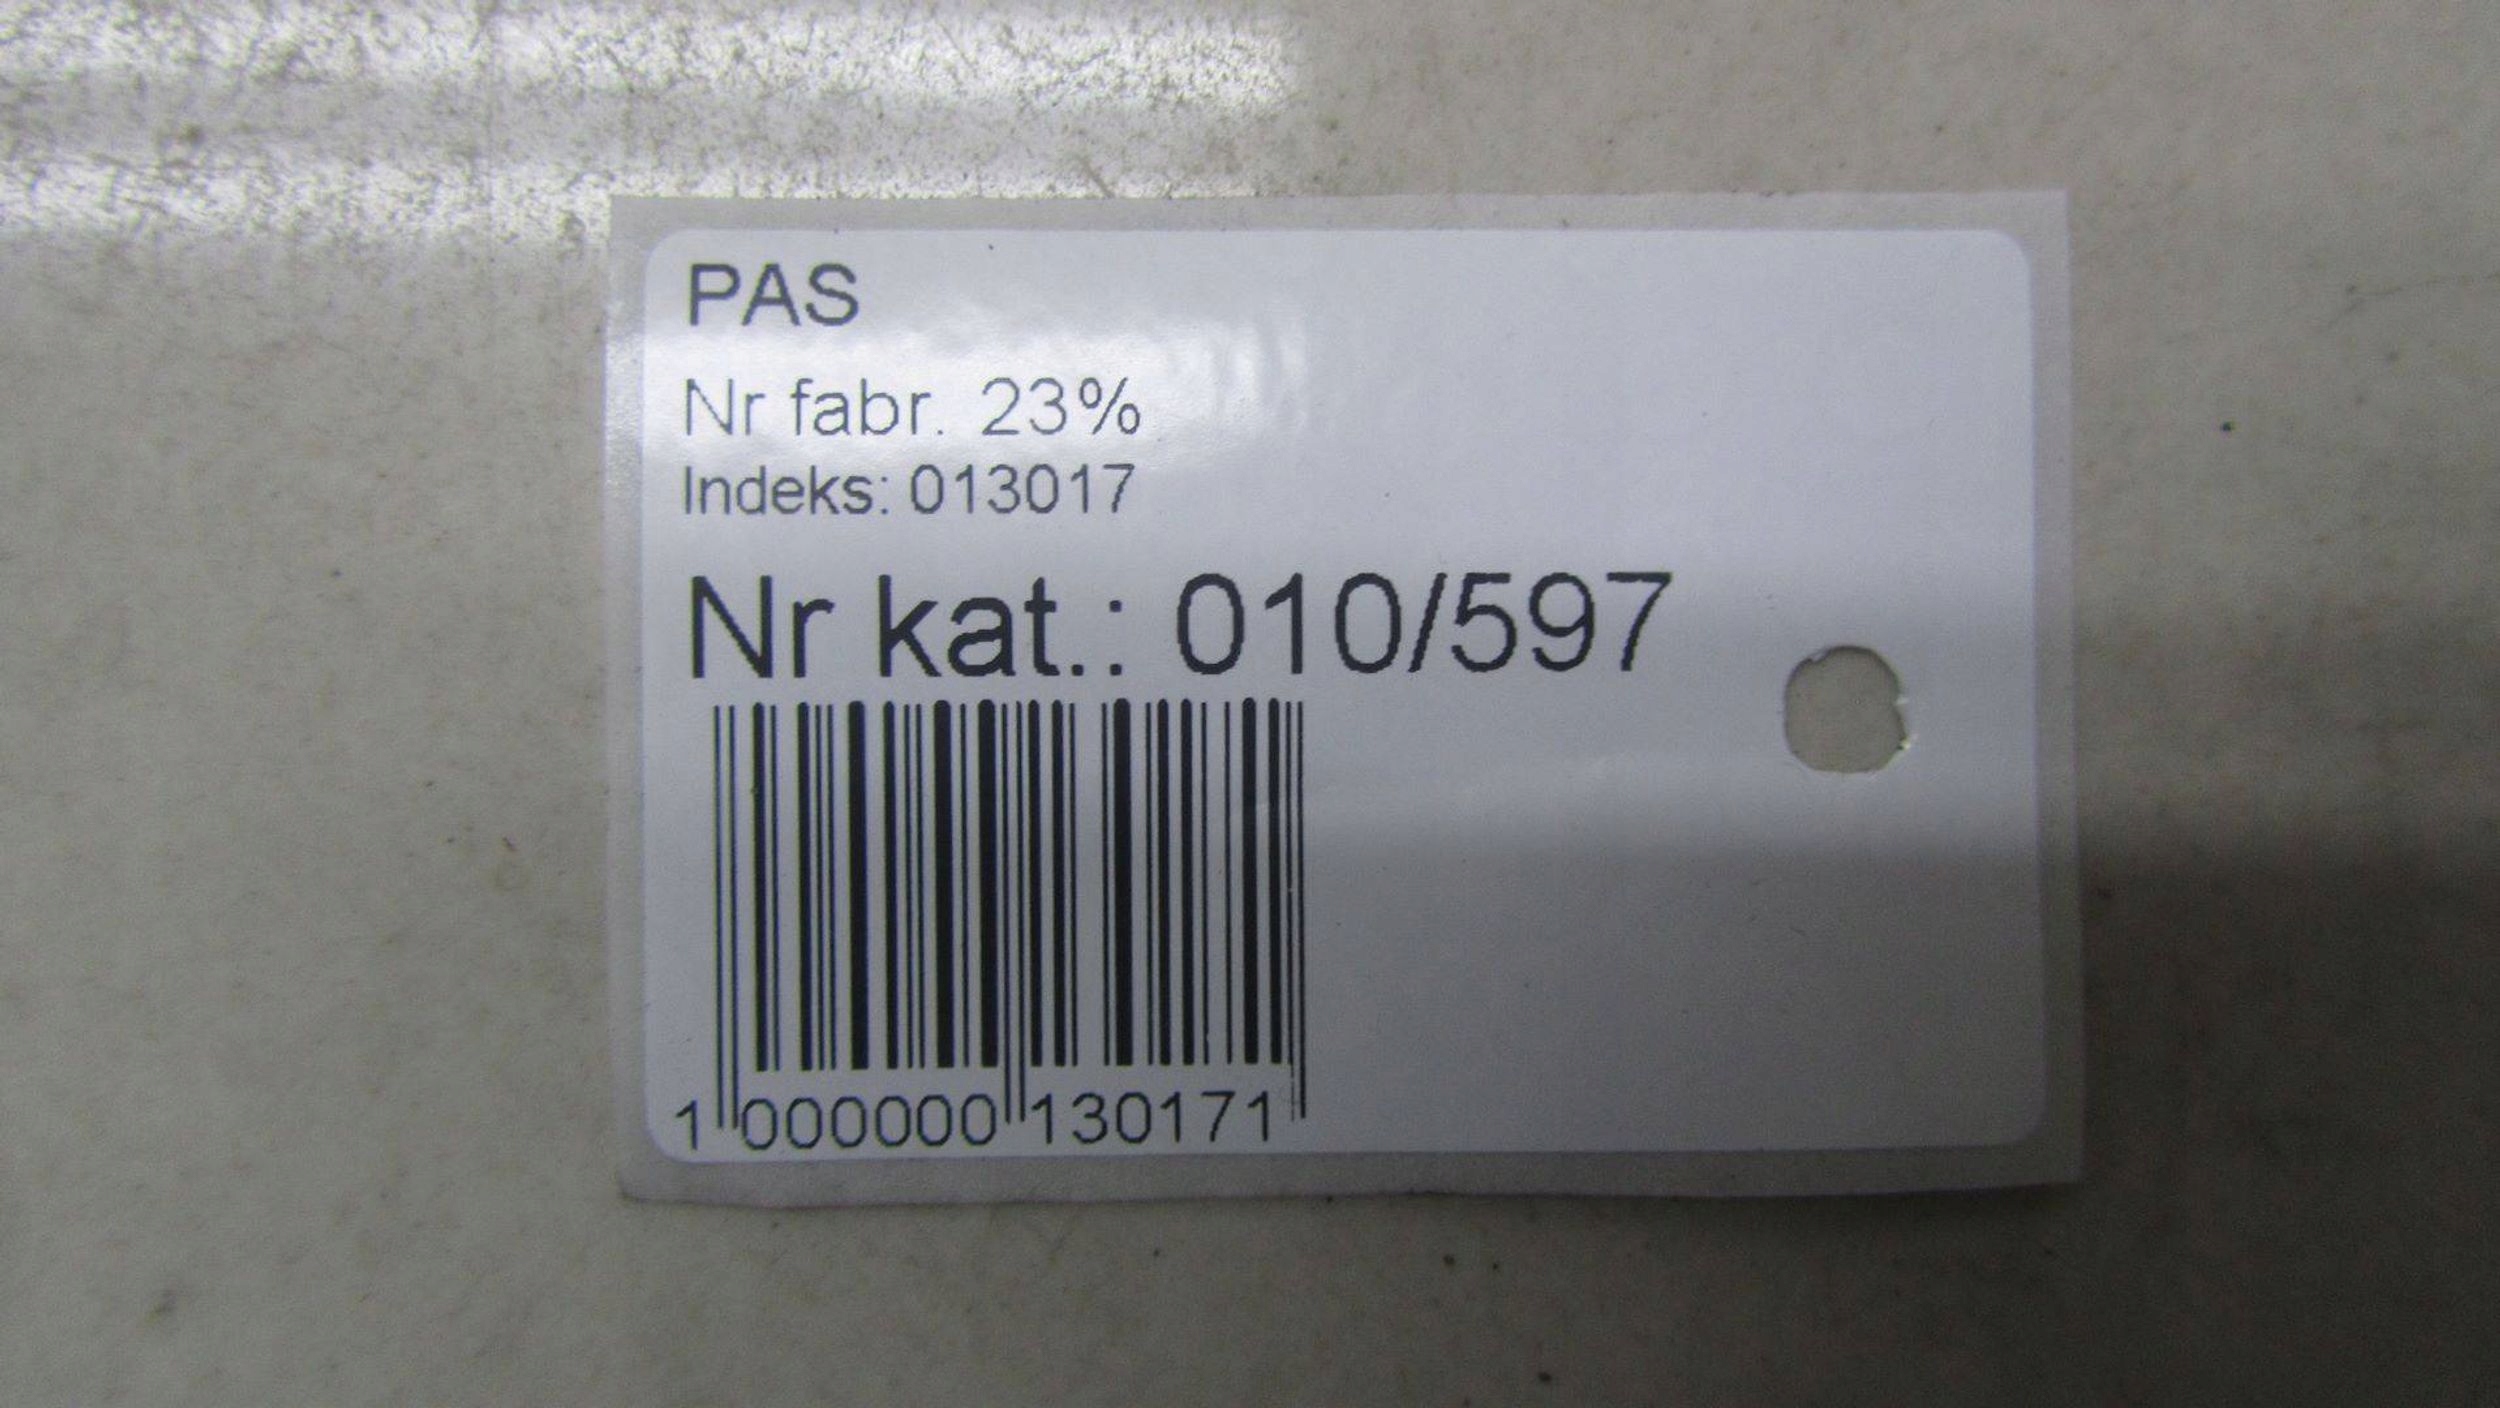 PAS
Nr fabr. 23%
Indeks: 013017
Nr kat.: 010/597
1 000000 130171